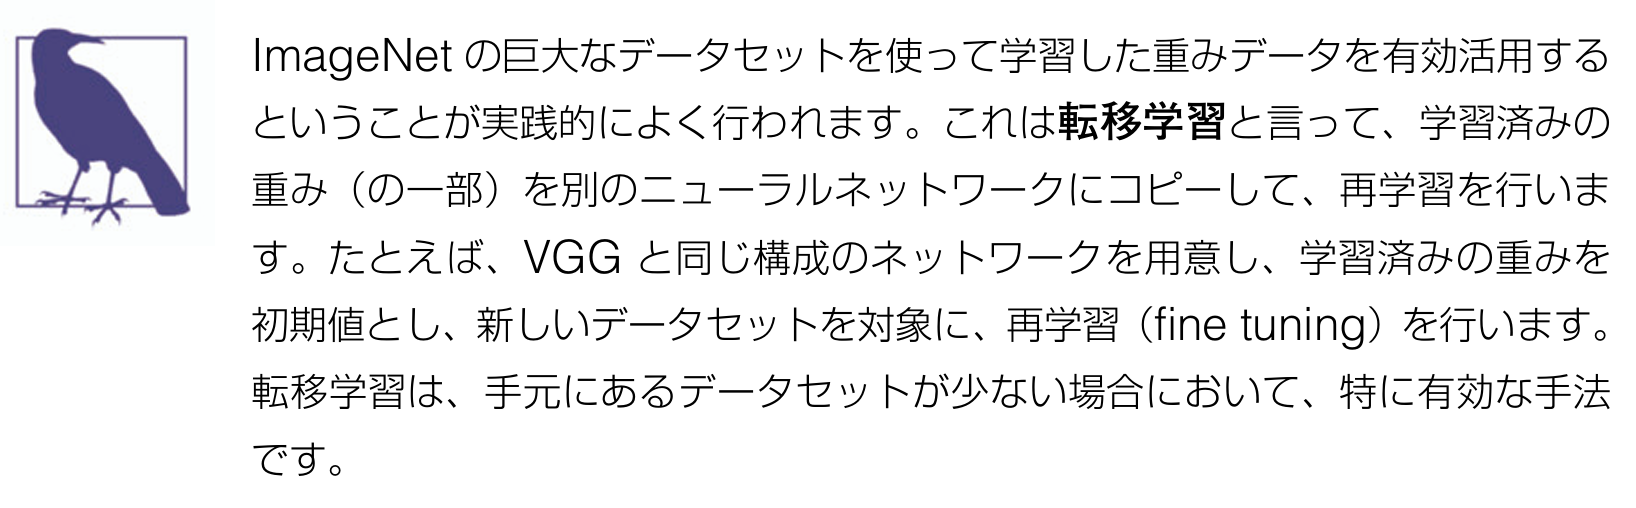 ImageNet の巨大なデータセットを使って学習した重みデータを有効活用する
ということが実践的によく行われます。これは転移学習と言って、学習済みの
重み（の一部）を別のニューラルネットワークにコピーして、再学習を行いま
す。たとえば、VGG と同じ構成のネットワークを用意し、学習済みの重みを
初期値とし、新しいデータセットを対象に、再学習（fine tuning）を行います。
転移学習は、手元にあるデータセットが少ない場合において、特に有効な手法
です。